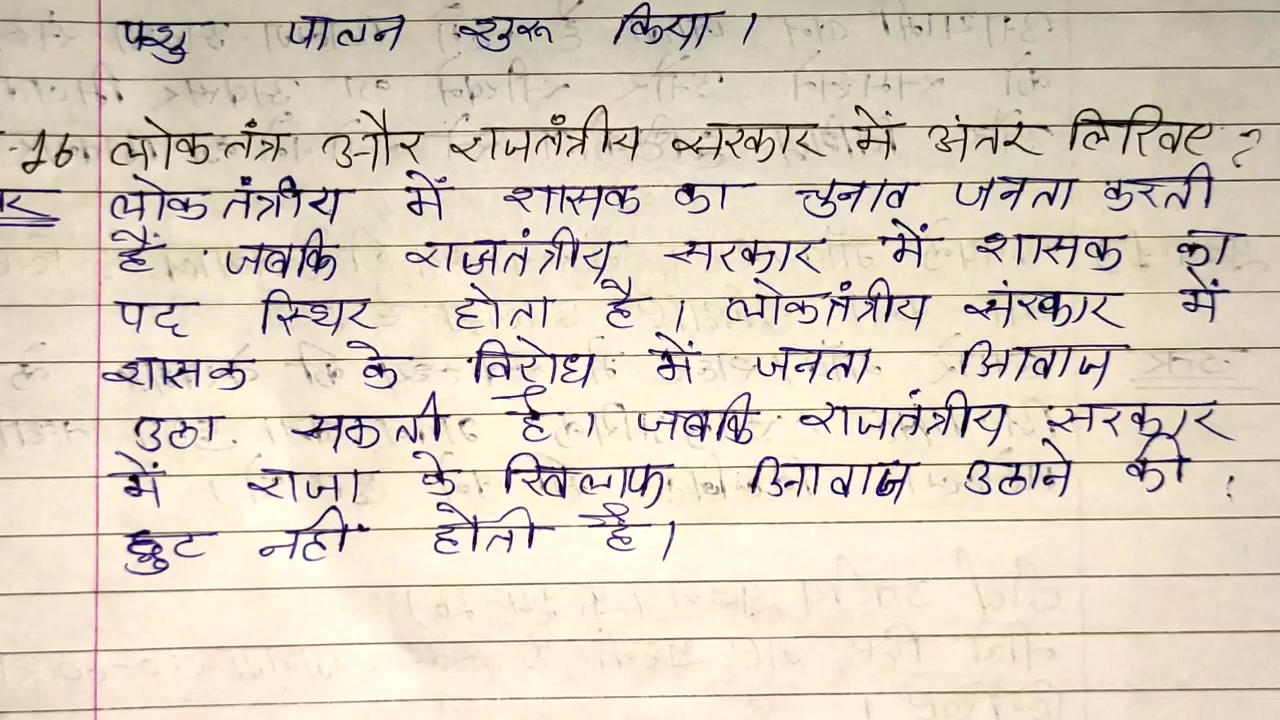 पशु पालन शुरू किया।
16. लोकतंत्र और राजतंत्रीय सरकार में अंतर लिखिए?
लोकतंत्रीय में शासक का चुनाव जनता करती
हैं जबकि राजतंत्रीय सरकार में शासक का
पद स्थिर होता है। लोकतंत्रीय संरकार में
शासक के विरोध में जनता आवाज
उठा सकती है। जबकि राजतंत्रीय सरकार
में राजा के खिलाफ आवाज उठाने की
छुट नहीं होती है।